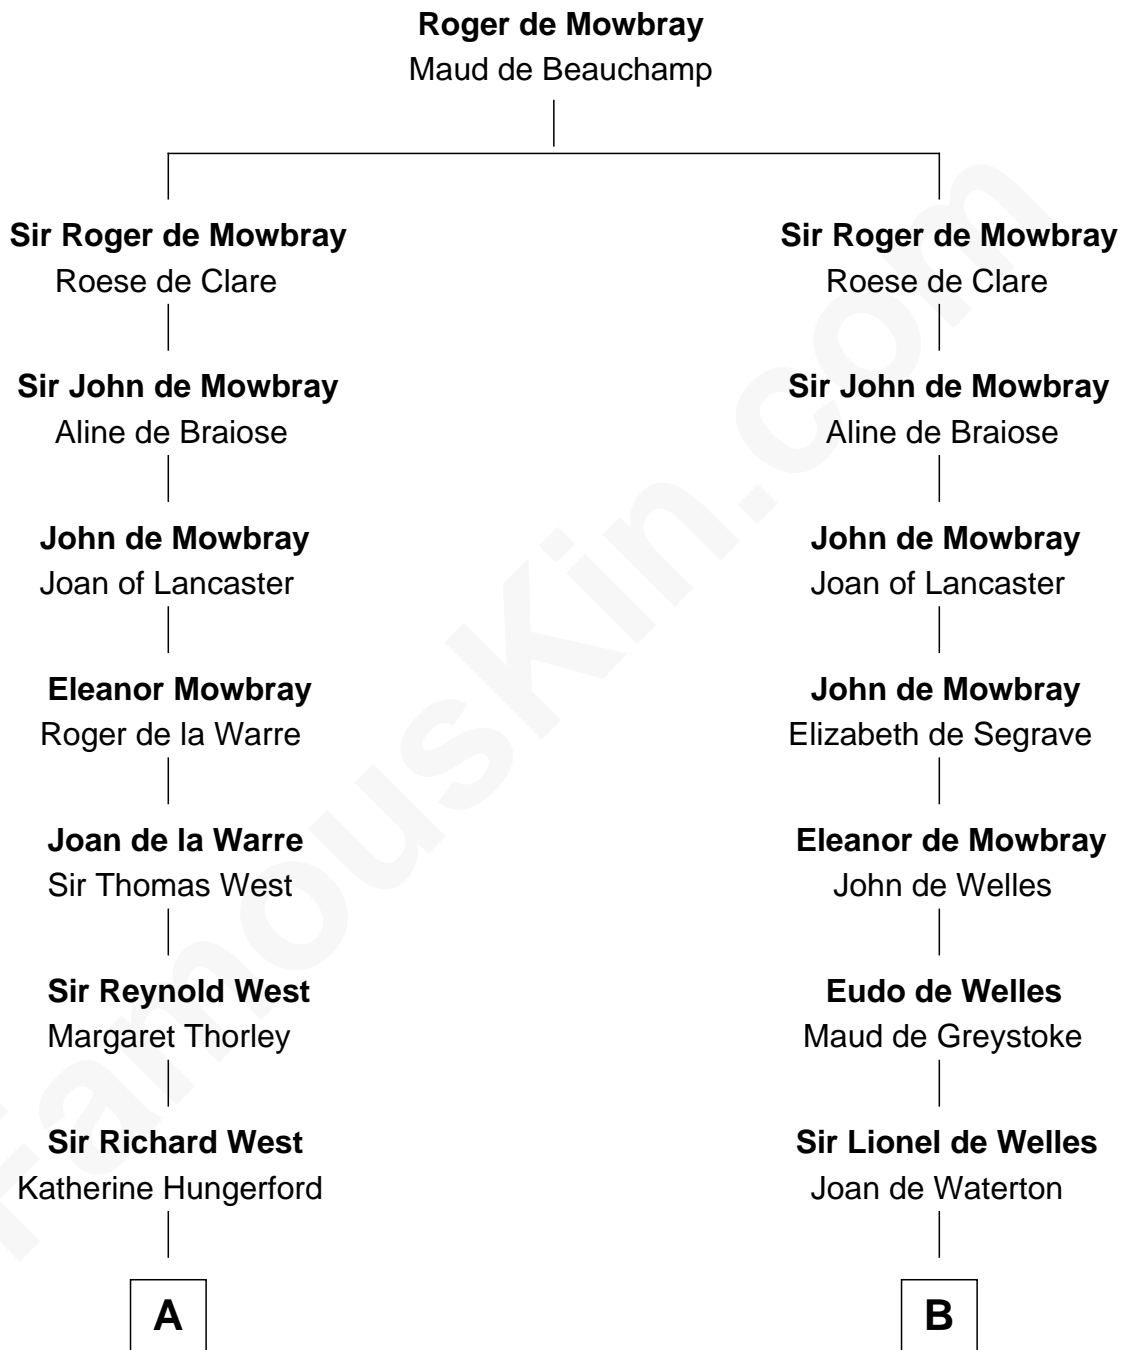 Roger de Mowbray
Maud de Beauchamp
Sir Roger de Mowbray
Roese de Clare
Sir John de Mowbray
Aline de Braiose
John de Mowbray
Joan of Lancaster
Eleanor Mowbray
Roger de la Warre
Joan de la Warre
Sir Thomas West
Sir Reynold West
Margaret Thorley
Sir Richard West
Katherine Hungerford
A
Sir Roger de Mowbray
Roese de Clare
Sir John de Mowbray
Aline de Braiose
John de Mowbray
Joan of Lancaster
John de Mowbray
Elizabeth de Segrave
Eleanor de Mowbray
John de Welles
Eudo de Welles
Maud de Greystoke
Sir Lionel de Welles
Joan de Waterton
B
FamousKin.com